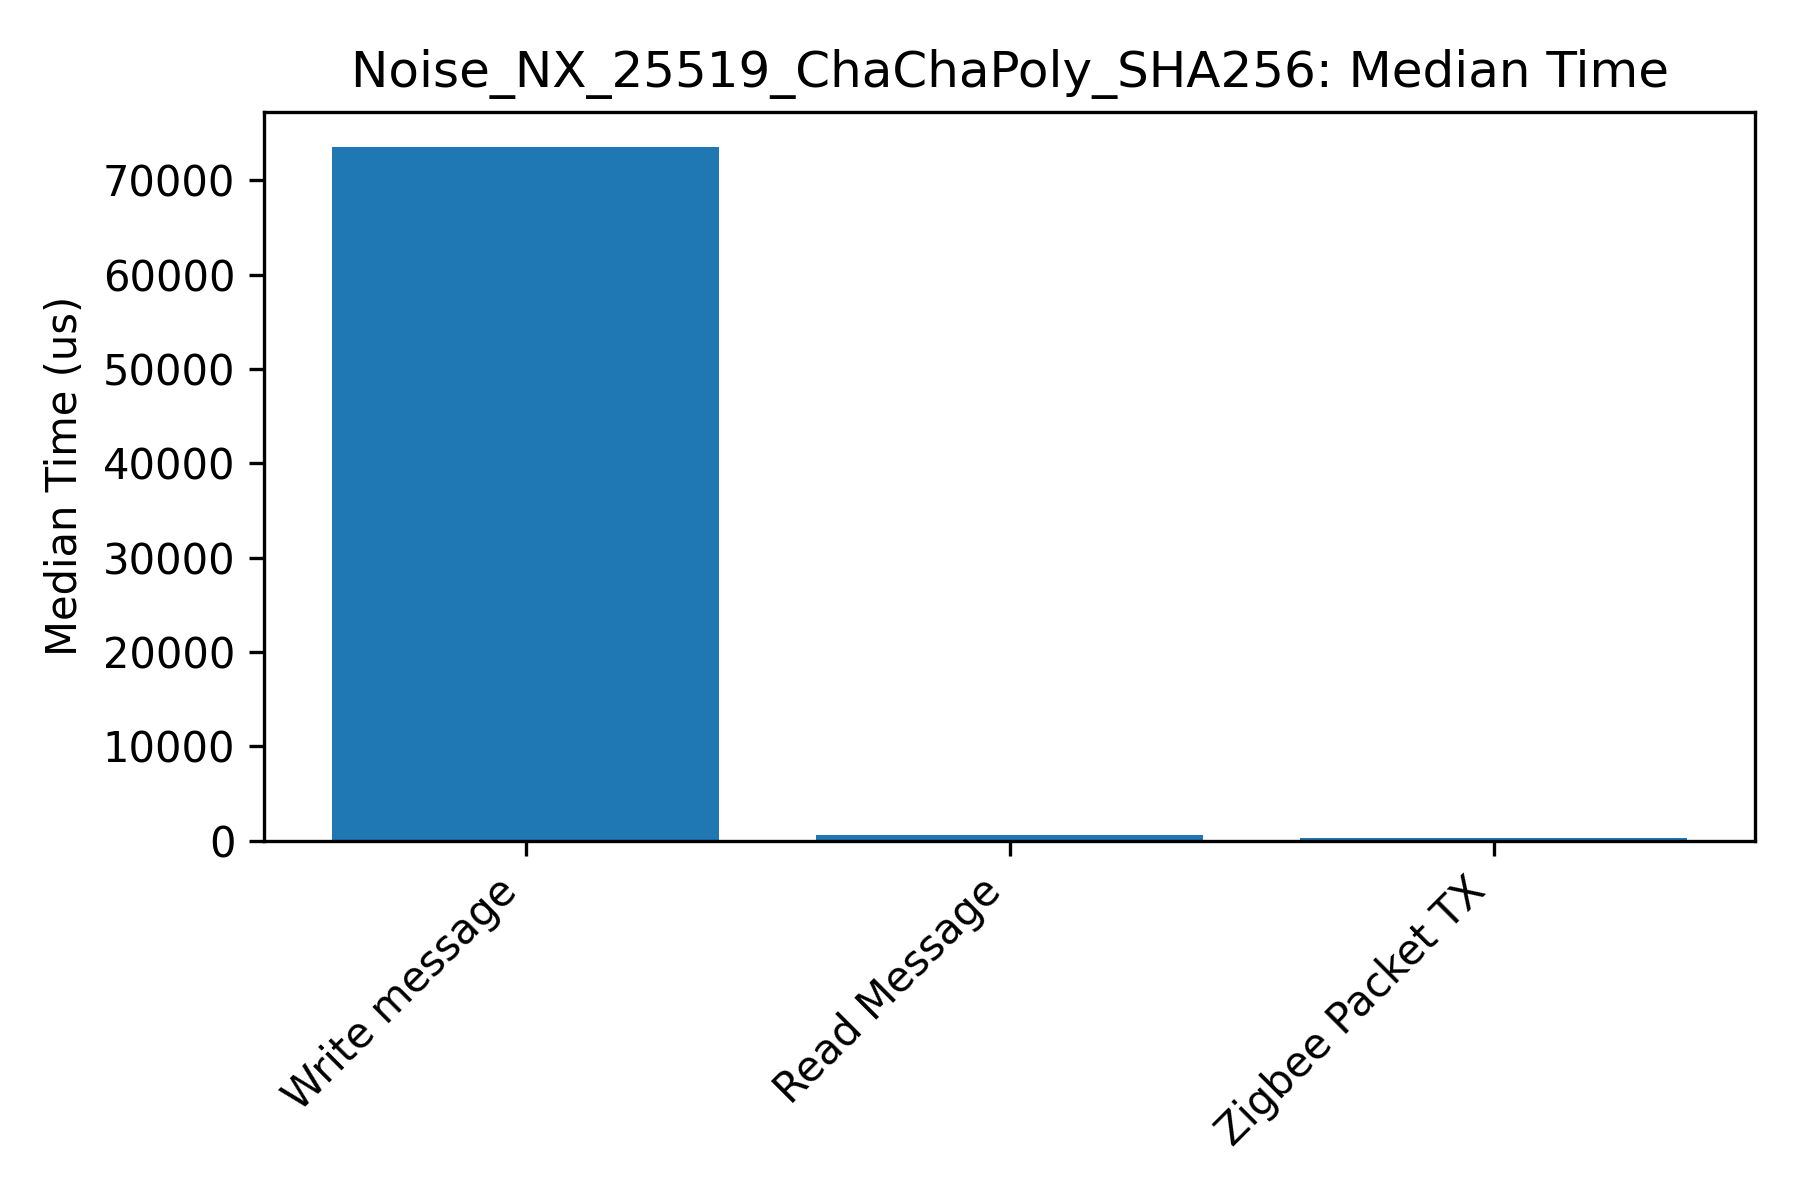 Noise_NX_25519_ChaChaPoly_SHA256: Median Time
Median Time (us)
70000
60000
50000
40000
30000
20000
10000
0
Write message
Read Message
Zigbee Packet TX